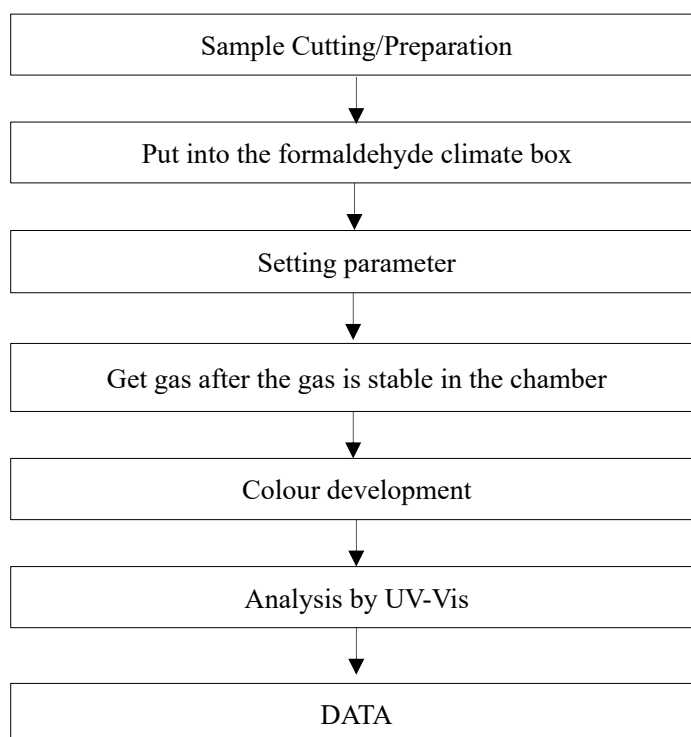 Sample Cutting/Preparation
Put into the formaldehyde climate box
Setting parameter
Get gas after the gas is stable in the chamber
Colour development
Analysis by UV-Vis
DATA